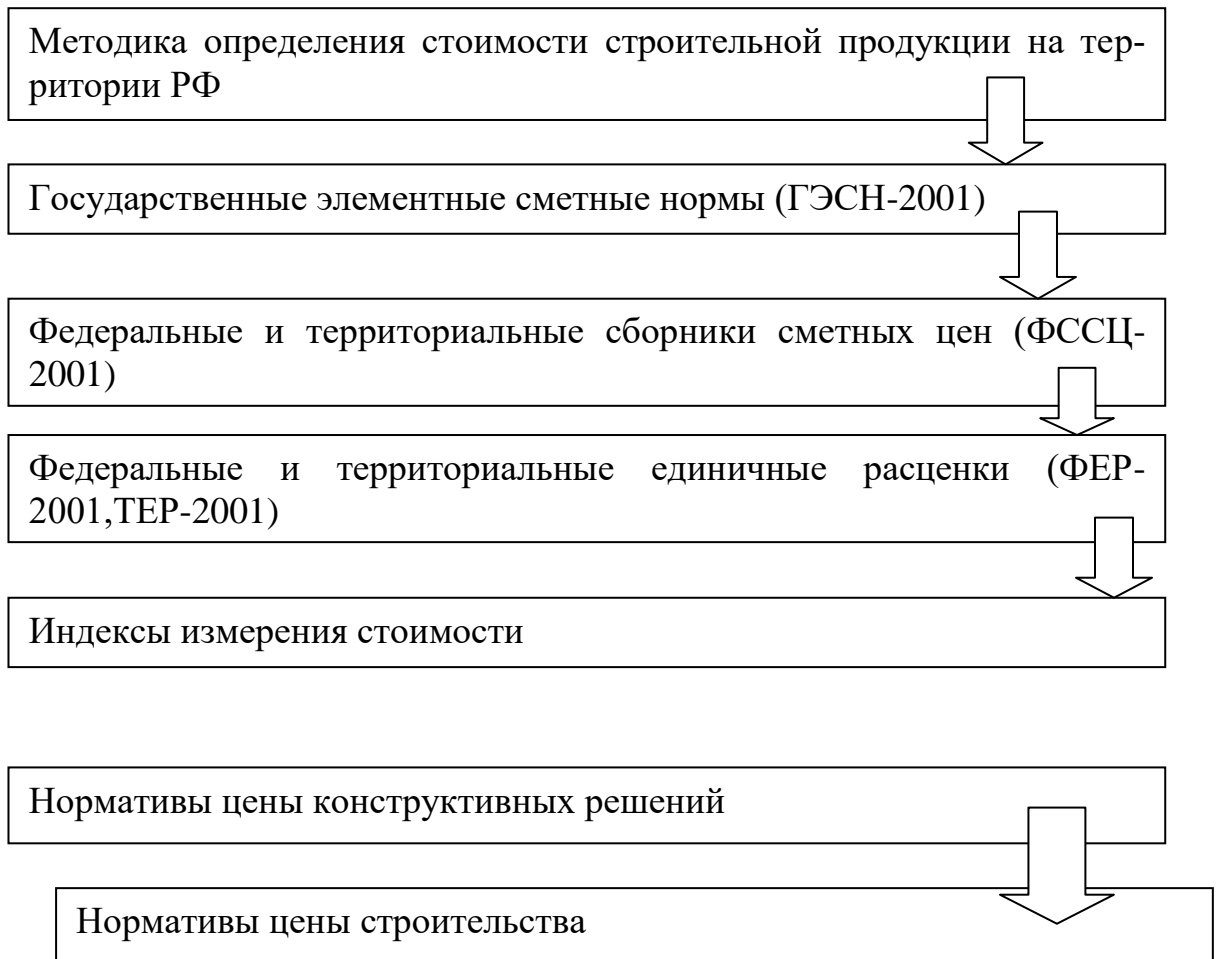 Методика определения стоимости строительной продукции на тер-
ритории РФ
Государственные элементные сметные нормы (ГЭСН-2001)
Федеральные и территориальные сборники сметных цен (ФССЦ-
2001)
Федеральные и территориальные единичные расценки (ФЕР-
2001,ТЕР-2001)
Индексы измерения стоимости
Нормативы цены конструктивных решений
Нормативы цены строительства